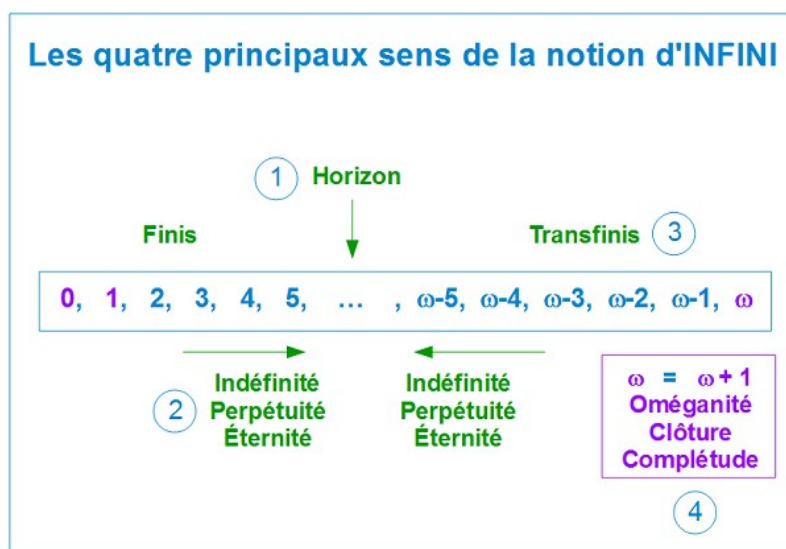 Les quatre principaux sens de la notion d'INFINI
1 Horizon
Finis
Transfinis 3
0, 1, 2, 3, 4, 5, ... , ω-5, ω-4, ω-3, ω-2, ω-1, ω
2
Indéfinité
Perpétuité
Éternité
Indéfinité
Perpétuité
Éternité
ω = ω + 1
Oméganité
Clôture
Complétude
4